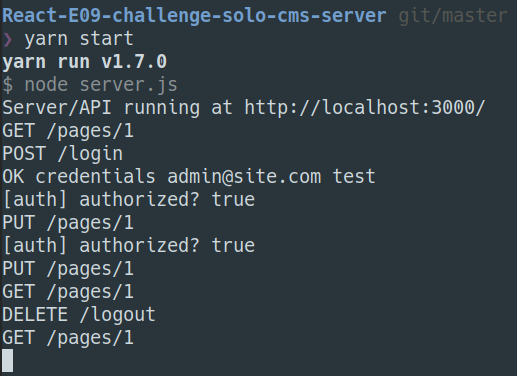 React-E09-challenge-solo-cms-server git/master
❯ yarn start
yarn run v1.7.0
$ node server.js
Server/API running at http://localhost:3000/
GET /pages/1
POST /login
OK credentials admin@site.com test
[auth] authorized? true
PUT /pages/1
[auth] authorized? true
PUT /pages/1
GET /pages/1
DELETE /logout
GET /pages/1